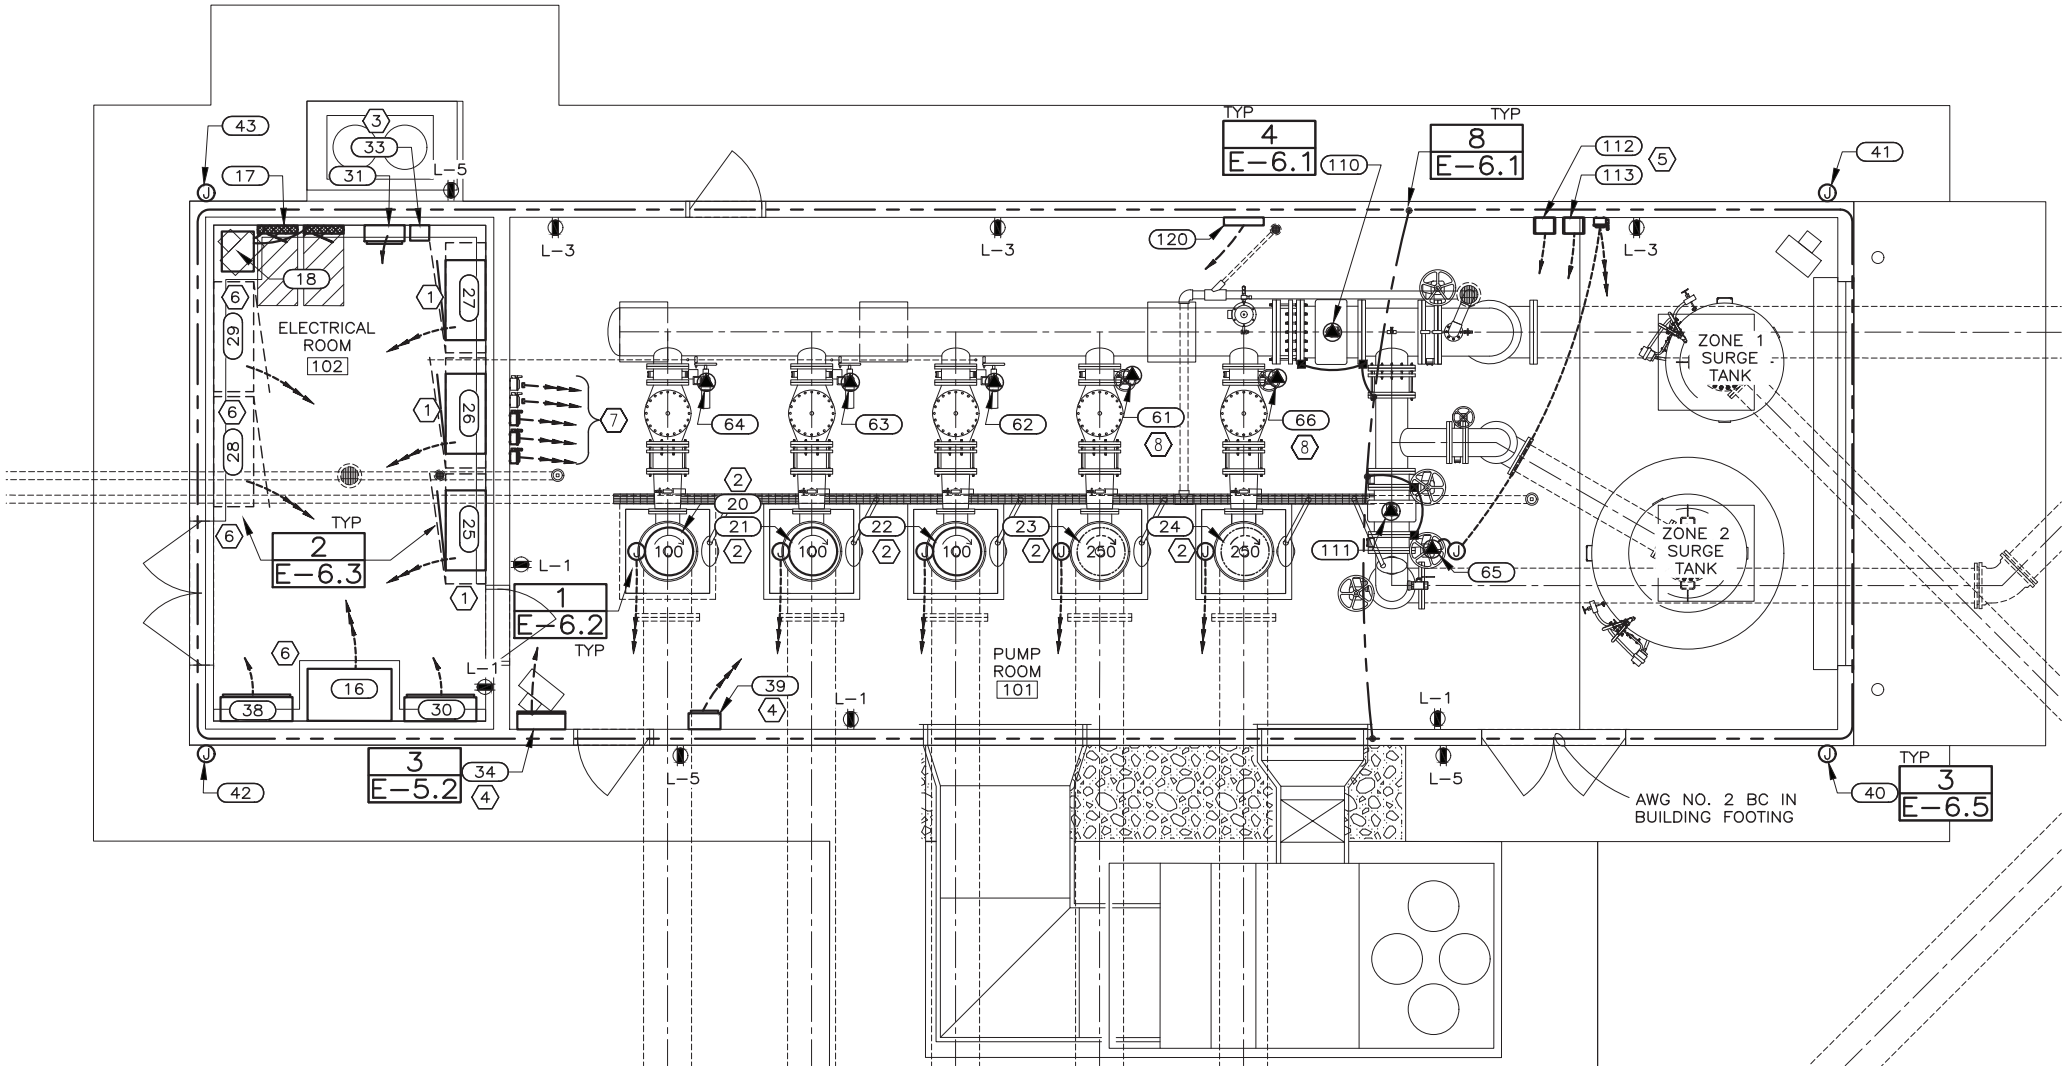 TYP
4
E-6.1
110
TYP
8
E-6.1
112
5
113
41
43
3
33
17
31
L-5
J
J
L-3
L-3
120
L-3
18
6
29
ELECTRICAL
ROOM
102
1
27
6
28
1
26
7
64
63
62
61
8
66
8
ZONE 1
SURGE
TANK
2
20
21
2
22
2
23
2
24
2
6
TYP
2
E-6.3
25
1
L-1
J
100
J
100
J
100
J
250
J
250
111
J
65
ZONE 2
SURGE
TANK
1
E-6.2
TYP
6
L-1
38
16
30
PUMP
ROOM
101
39
4
L-1
L-1
J
42
3
E-5.2
34
4
L-5
L-5
J
40
TYP
3
E-6.5
AWG NO. 2 BC IN
BUILDING FOOTING